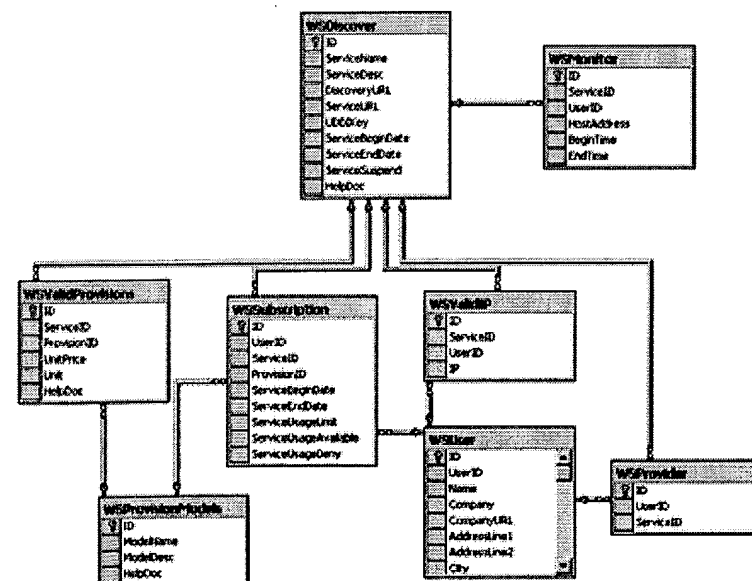 WSDiscover
ID
ServiceName
ServiceDesc
DiscoveryURL
ServiceURL
UDDIKey
ServiceBeginDate
ServiceEndDate
ServiceSuspend
HelpDoc
WSMonitor
ID
ServiceID
UserID
HostAddress
BeginTime
EndTime
WSValidProvisions
ID
ServiceID
ProvisionID
UnitPrice
Unit
HelpDoc
WSSubscription
ID
UserID
ServiceID
ProvisionID
ServiceBeginDate
ServiceEndDate
ServiceUsageLimit
ServiceUsageAvailable
ServiceUsageDeny
WSValidIP
ID
ServiceID
UserID
IP
WSUser
ID
UserID
Name
Company
CompanyURL
AddressLine1
AddressLine2
City
WSProvider
ID
UserID
ServiceID
WSProvisionModels
ID
ModelName
ModelDesc
HelpDoc